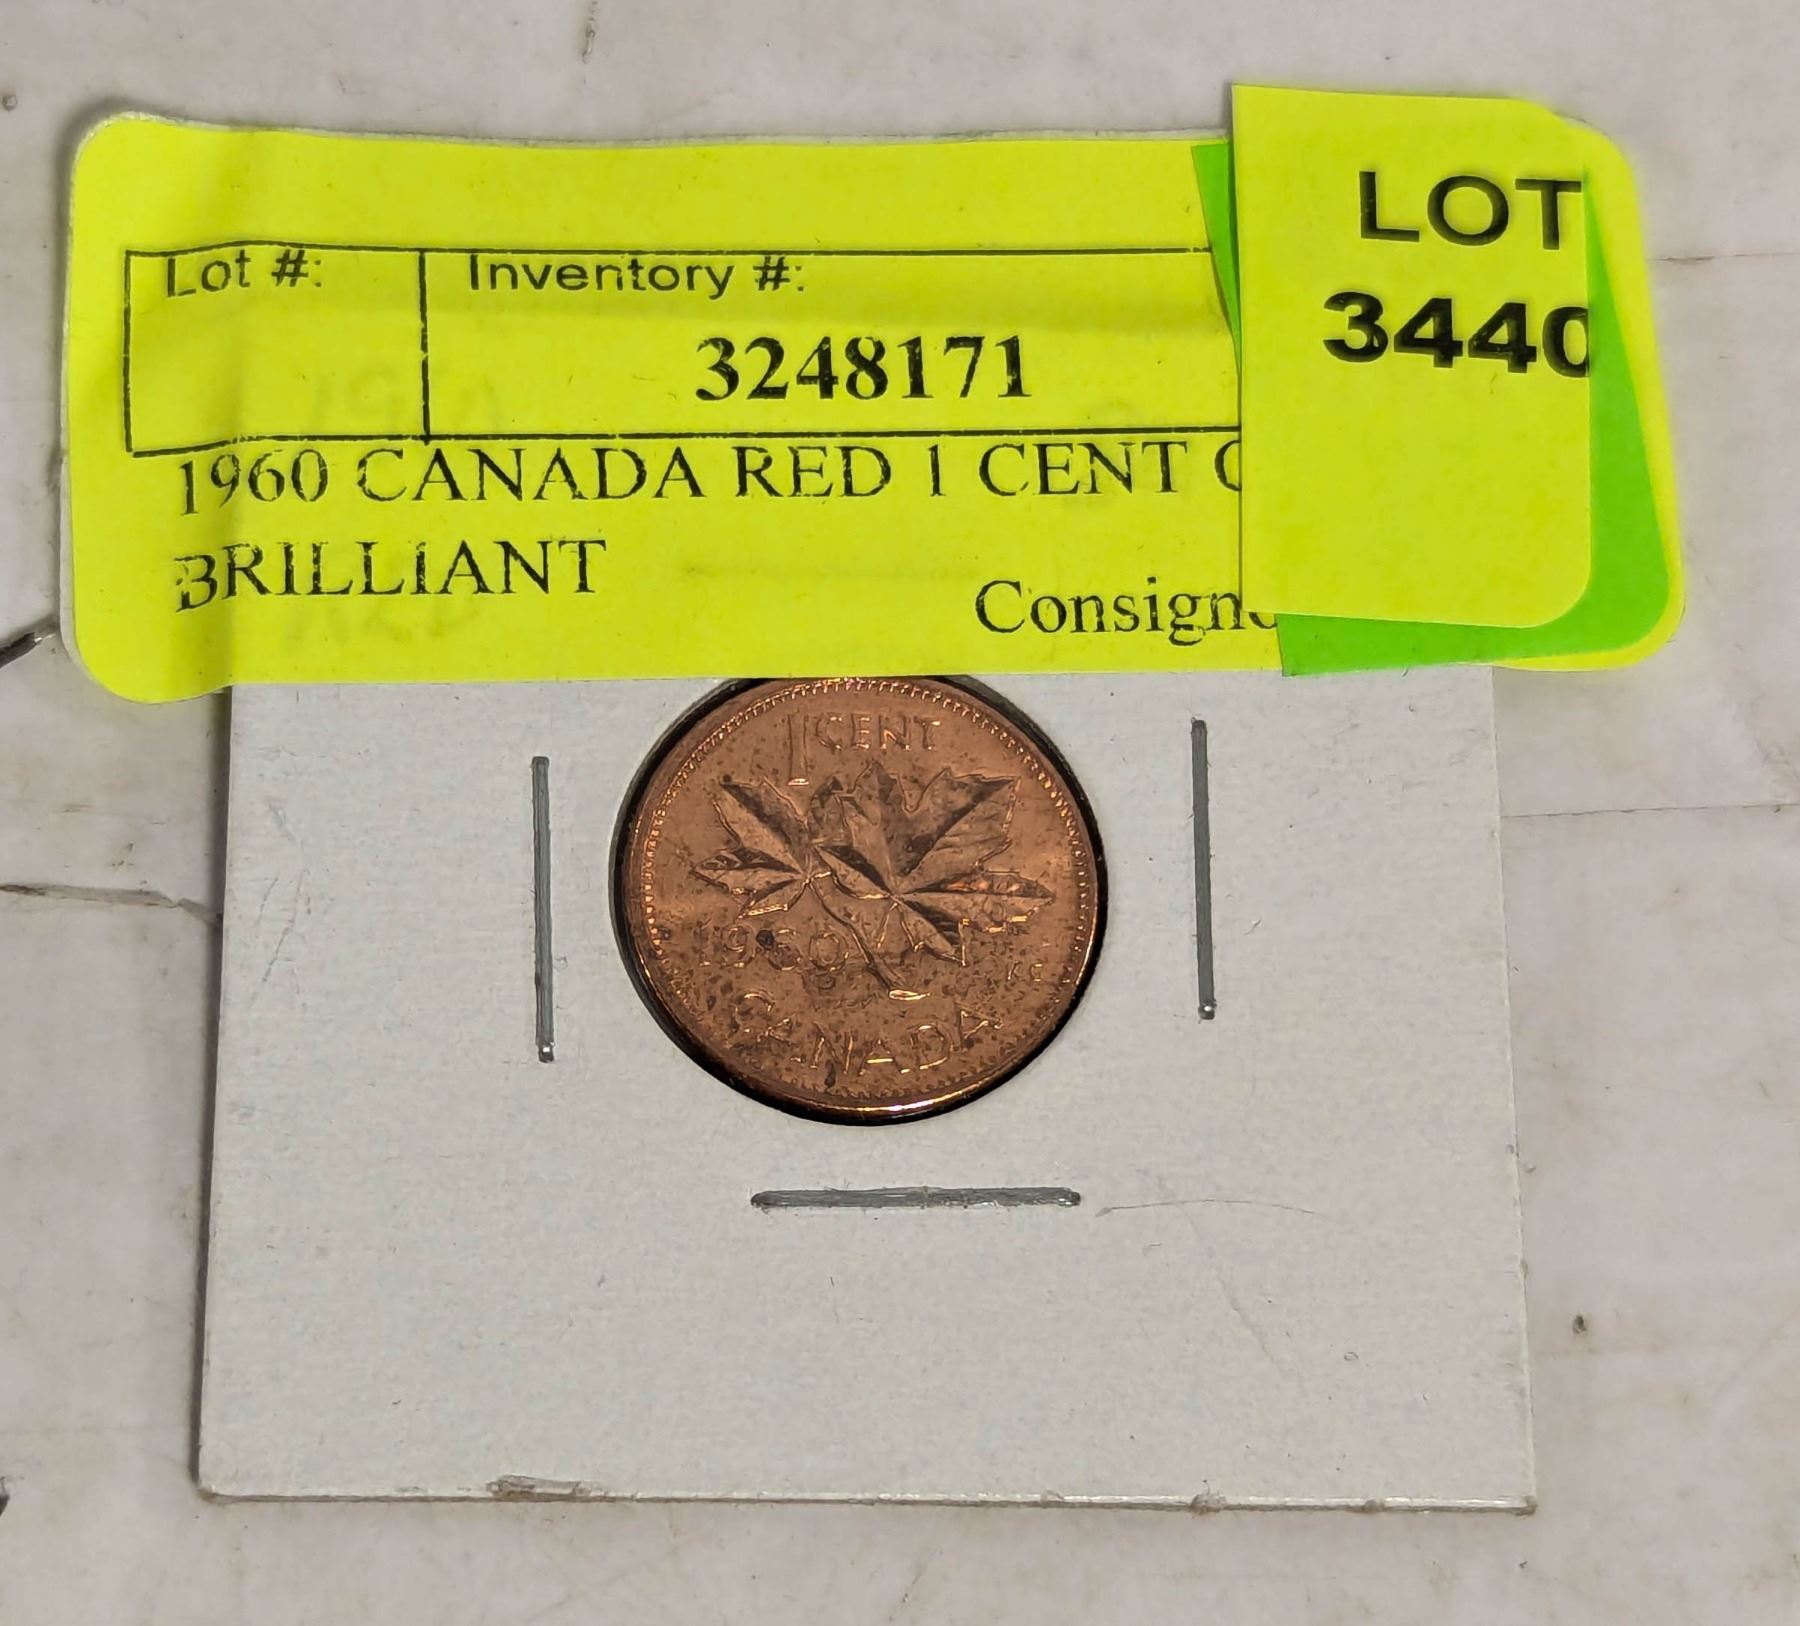 LOT
3440
Lot #:
Inventory #:
3248171
1960 CANADA RED 1 CENT
BRILLIANT
1 CENT
1960
CANADA